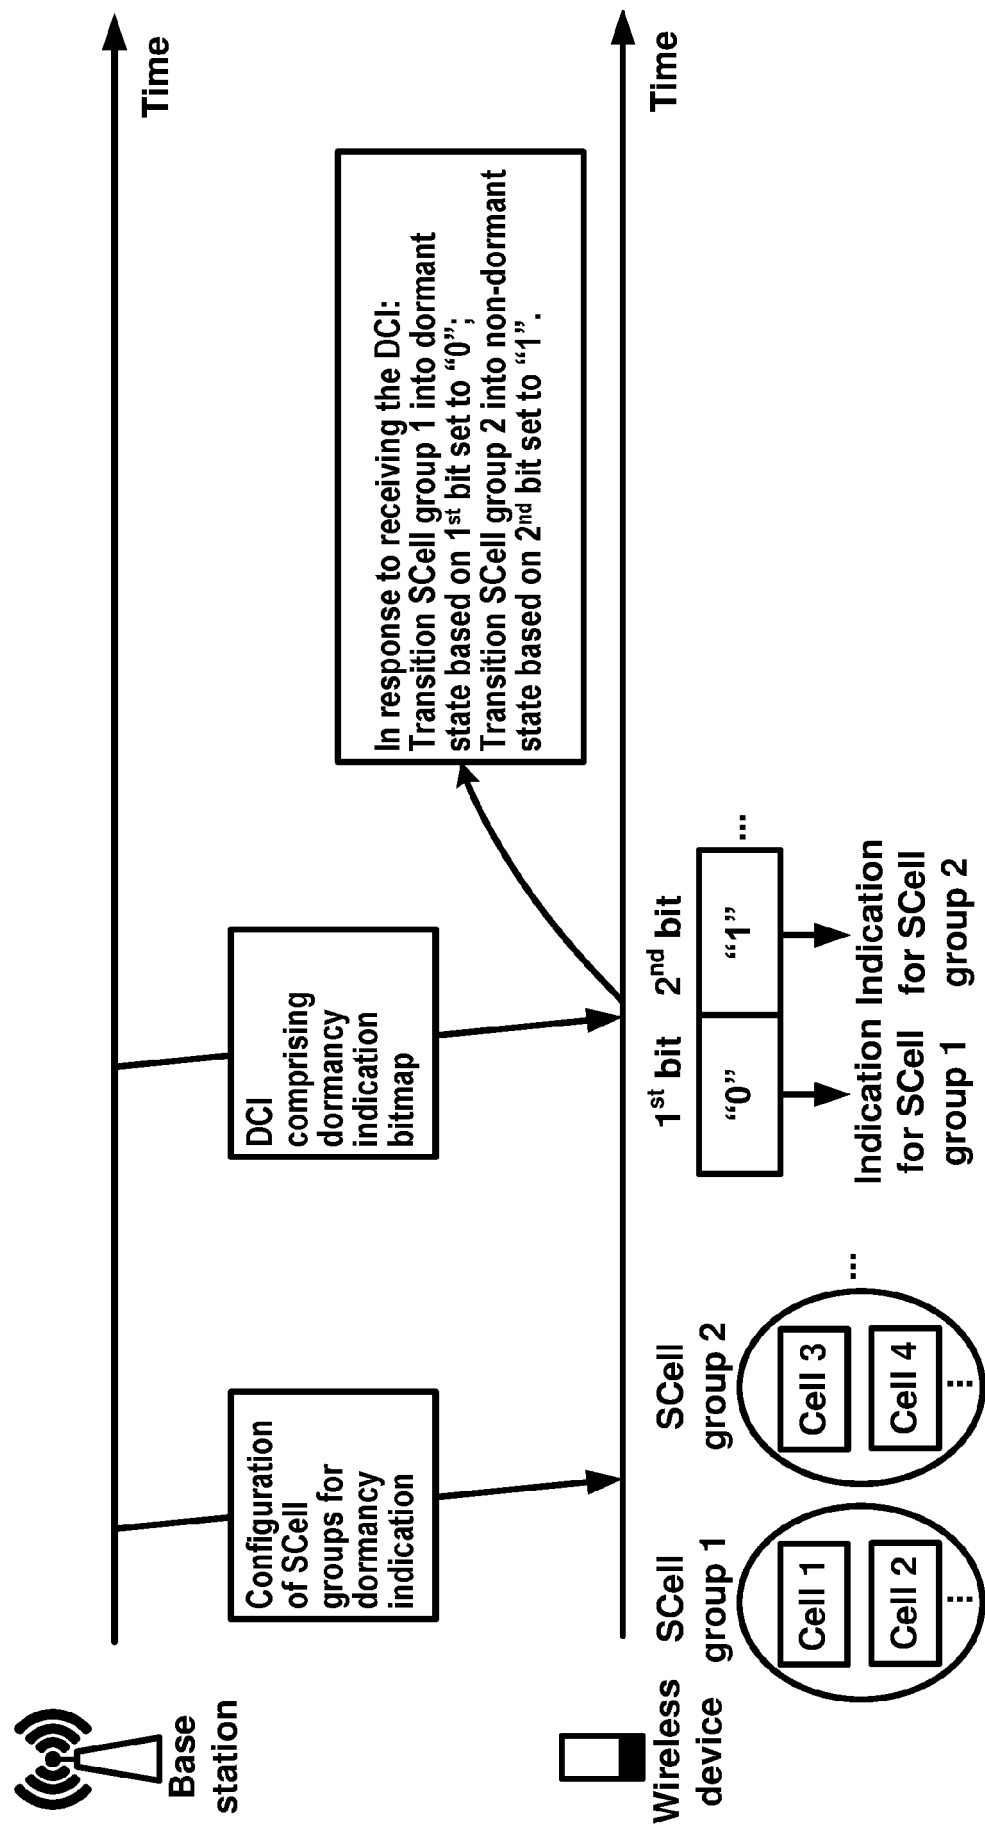 Base
station
Time
Configuration
of SCell
groups for
dormancy
indication
DCI
comprising
dormancy
indication
bitmap
In response to receiving the DCI:
Transition SCell group 1 into dormant
state based on 1st bit set to “0”;
Transition SCell group 2 into non-dormant
state based on 2nd bit set to “1”.
Wireless
device
Time
SCell
group 1
Cell 1
Cell 2
...
SCell
group 2
Cell 3
Cell 4
...
...
1st bit
2nd bit
“0”
“1”
...
Indication
for SCell
group 1
Indication
for SCell
group 2